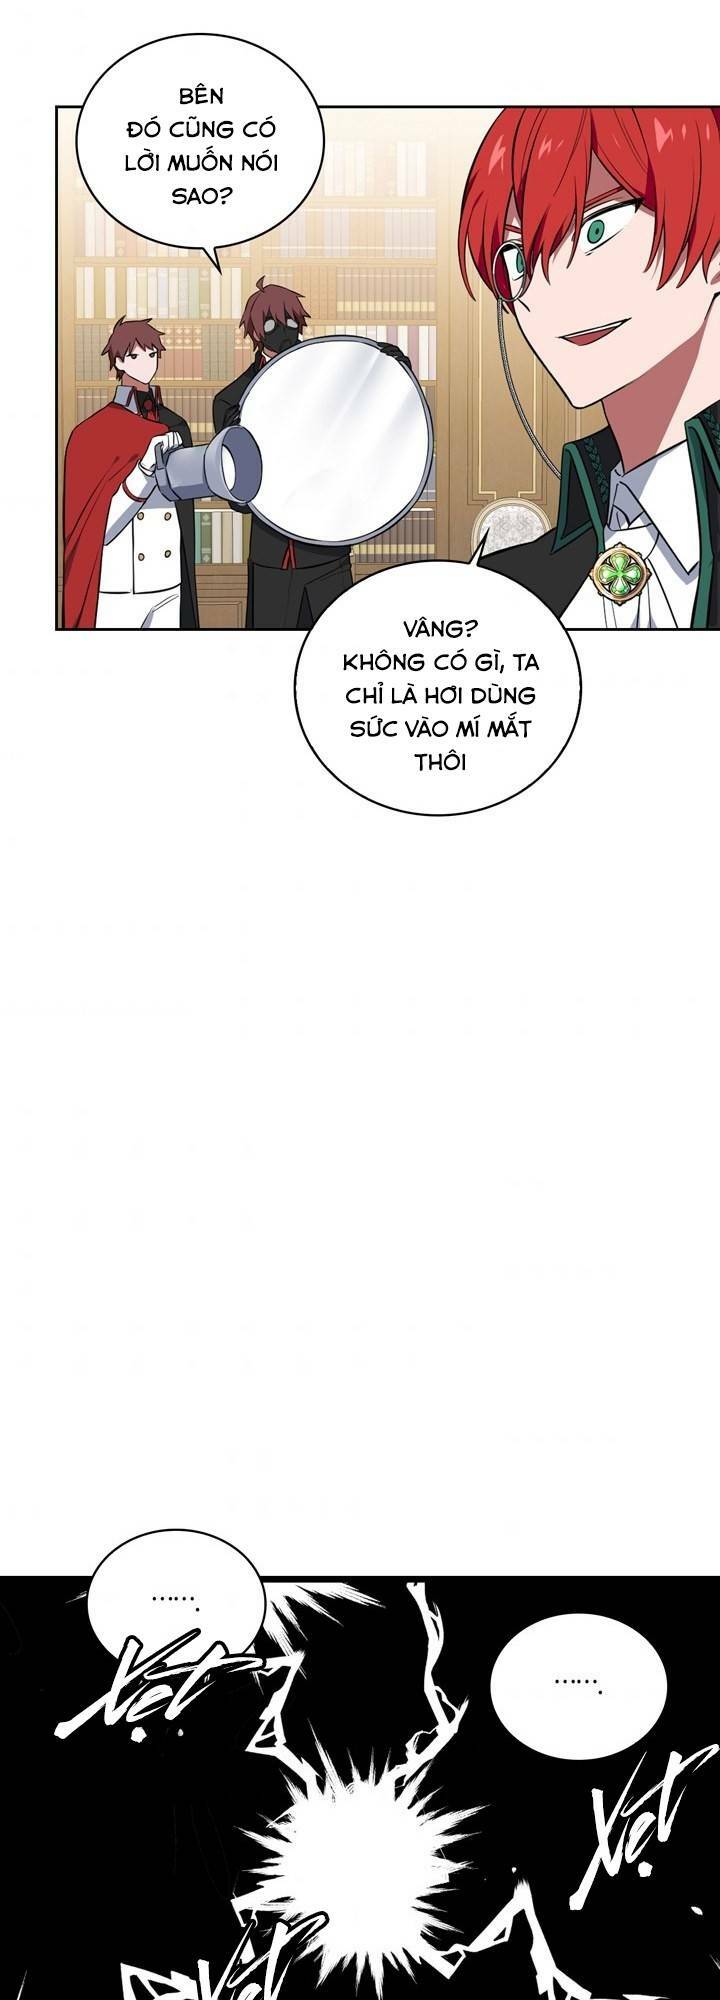 BÊN
ĐÓ CŨNG CÓ
LỜI MUỐN NÓI
SAO?
VÂNG?
KHÔNG CÓ GÌ, TA
CHỈ LÀ HƠI DÙNG
SỨC VÀO MÍ MẮT
THÔI
.......
Xẹt
.......
Xẹt
Xẹt